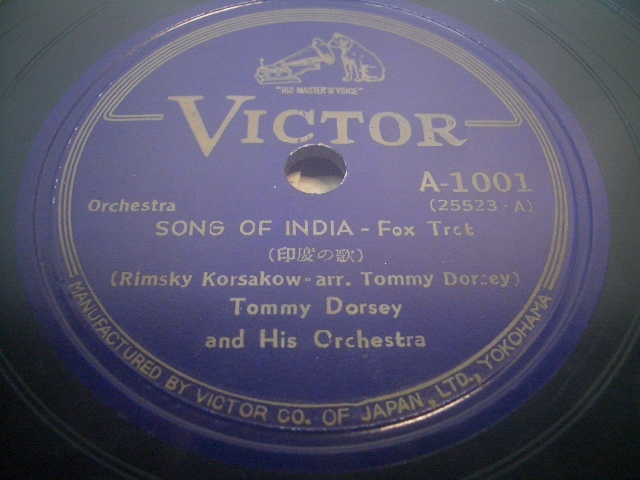 "HIS MASTER'S VOICE"
VICTOR
A-1001
Orchestra
(25523-A)
SONG OF INDIA - Fox Trot
(印度の歌)
(Rimsky Korsakow-arr. Tommy Dorsey)
Tommy Dorsey
and His Orchestra
MANUFACTURED BY VICTOR CO. OF JAPAN, LTD., YOKOHAMA